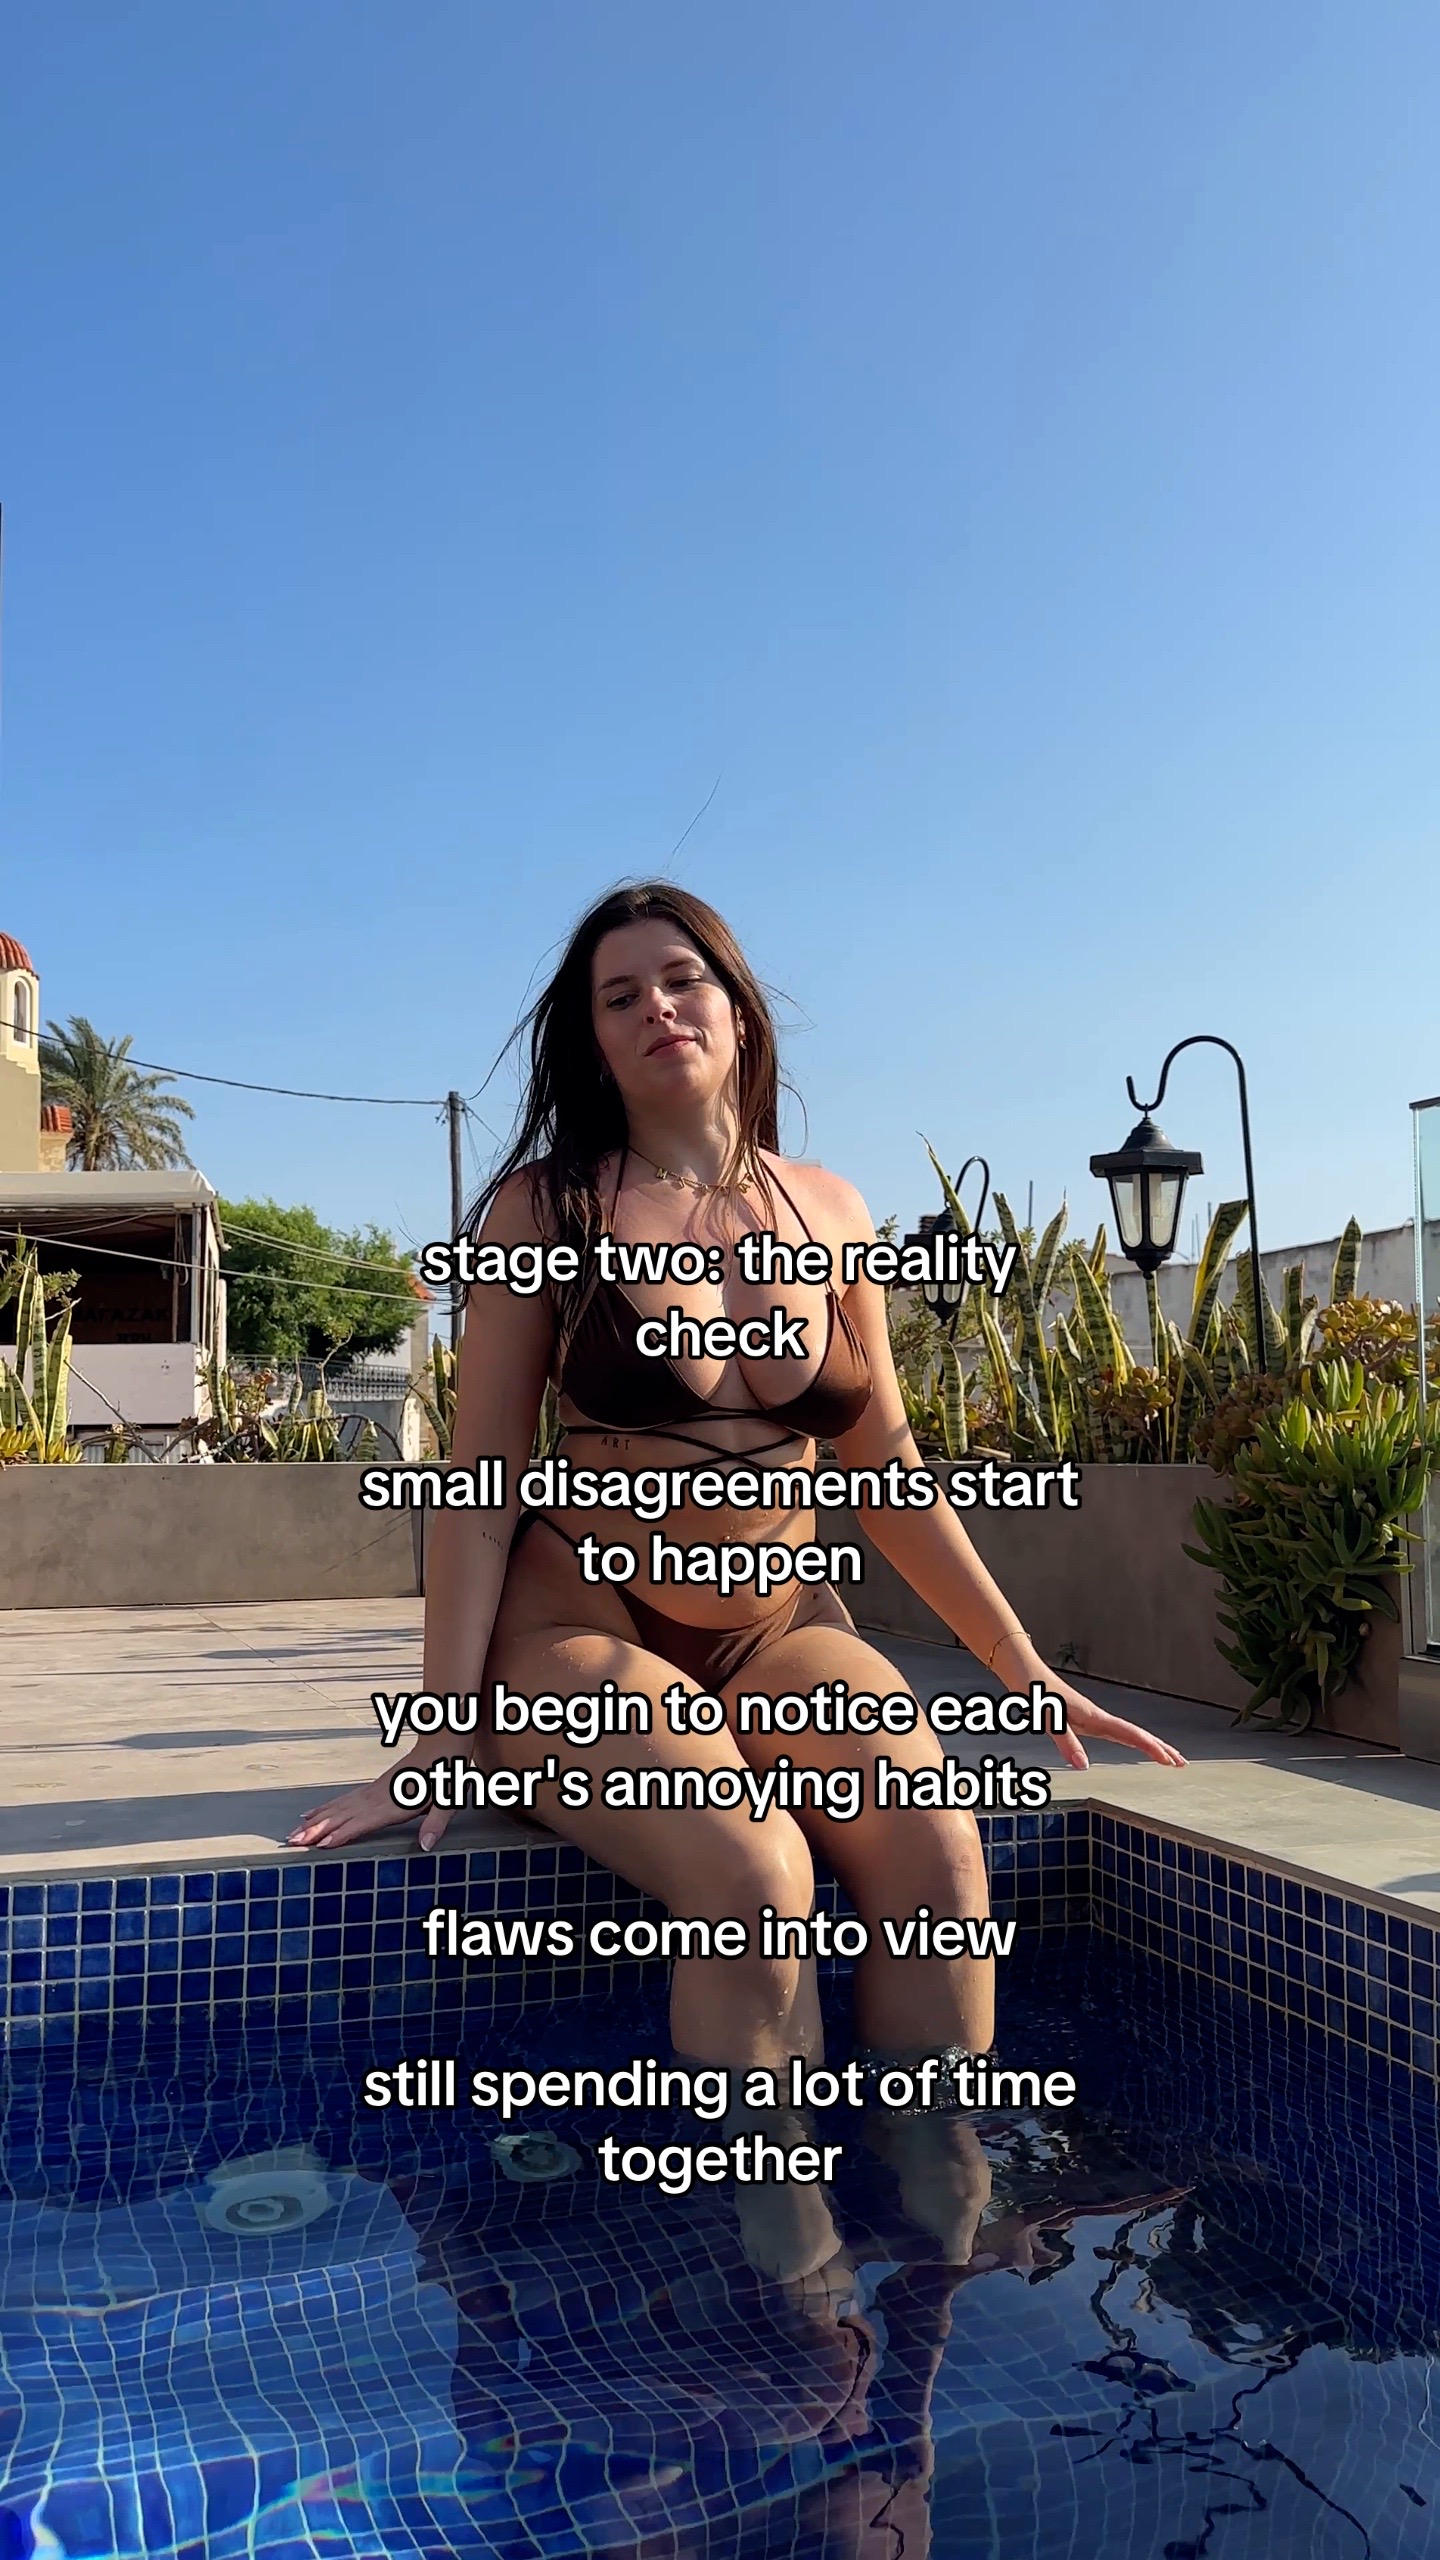 stage two: the reality
check
small disagreements start
to happen
you begin to notice each
other's annoying habits
flaws come into view
still spending a lot of time
together
ART